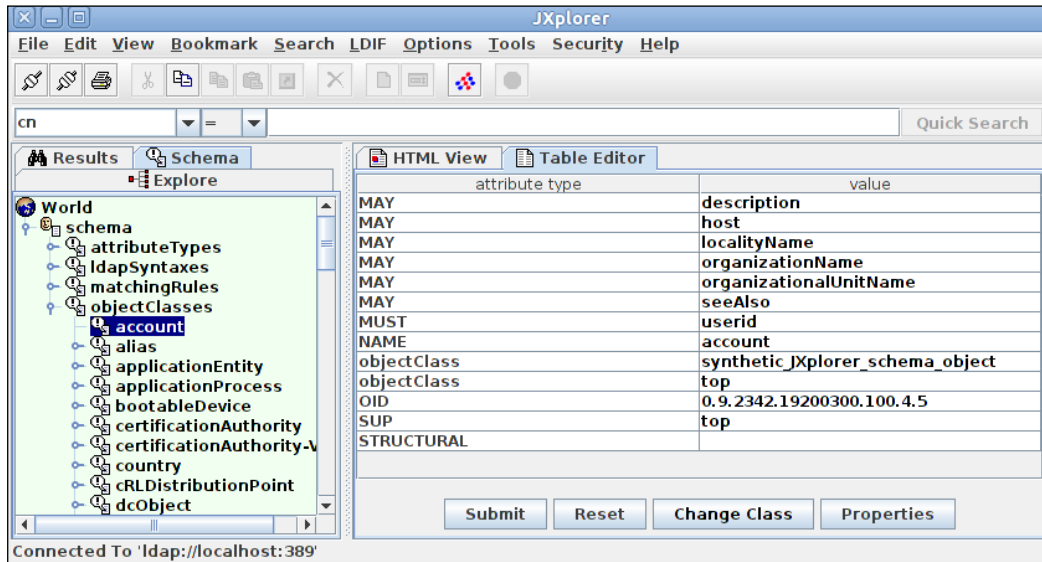 JXplorer
File Edit View Bookmark Search LDIF Options Tools Security Help
cn = Quick Search
Results Schema
Explore
World
schema
attributeTypes
ldapSyntaxes
matchingRules
objectClasses
account
alias
applicationEntity
applicationProcess
bootableDevice
certificationAuthority
certificationAuthority-V
country
cRLDistributionPoint
dcObject
HTML View Table Editor
attribute type value
MAY description
MAY host
MAY localityName
MAY organizationName
MAY organizationalUnitName
MAY seeAlso
MUST userid
NAME account
objectClass synthetic_JXplorer_schema_object
objectClass top
OID 0.9.2342.19200300.100.4.5
SUP top
STRUCTURAL
Submit Reset Change Class Properties
Connected To 'ldap://localhost:389'